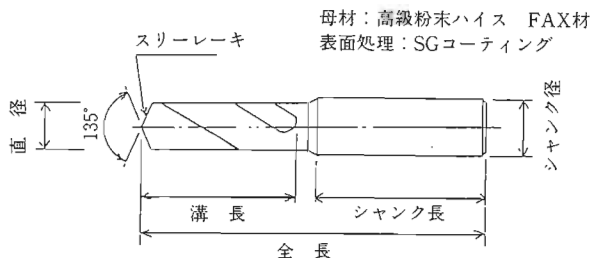 母材：高級粉末ハイス　FAX材
表面処理：SGコーティング
スリーレーキ
直径
135°
シャンク径
溝長
シャンク長
全長